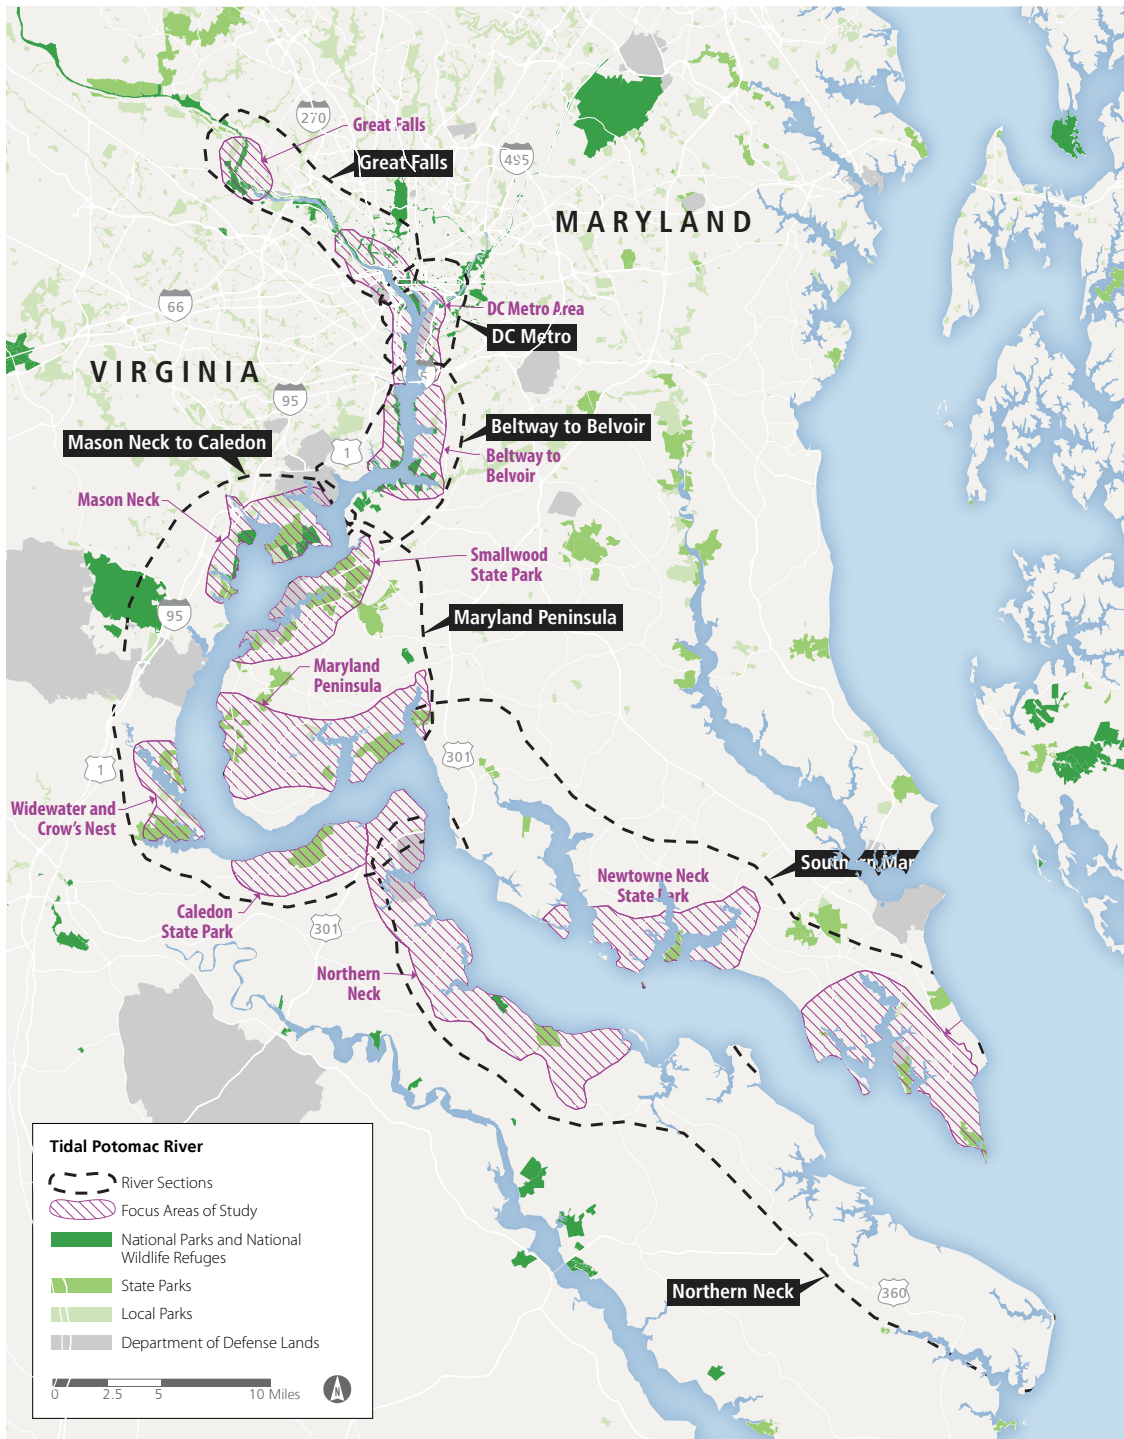 270
Great Falls
Great Falls
495
MARYLAND
66
DC Metro Area
DC Metro
VIRGINIA
95
Beltway to Belvoir
Mason Neck to Caledon
1
Beltway to
Belvoir
Mason Neck
Smallwood
State Park
95
Maryland Peninsula
Maryland
Peninsula
301
1
Widewater and
Crow's Nest
Newtowne Neck
State Park
Caledon
State Park
301
Northern
Neck
Tidal Potomac River
River Sections
Focus Areas of Study
National Parks and National
Wildlife Refuges
State Parks
Local Parks
Department of Defense Lands
0 2.5 5 10 Miles
N
Northern Neck
360